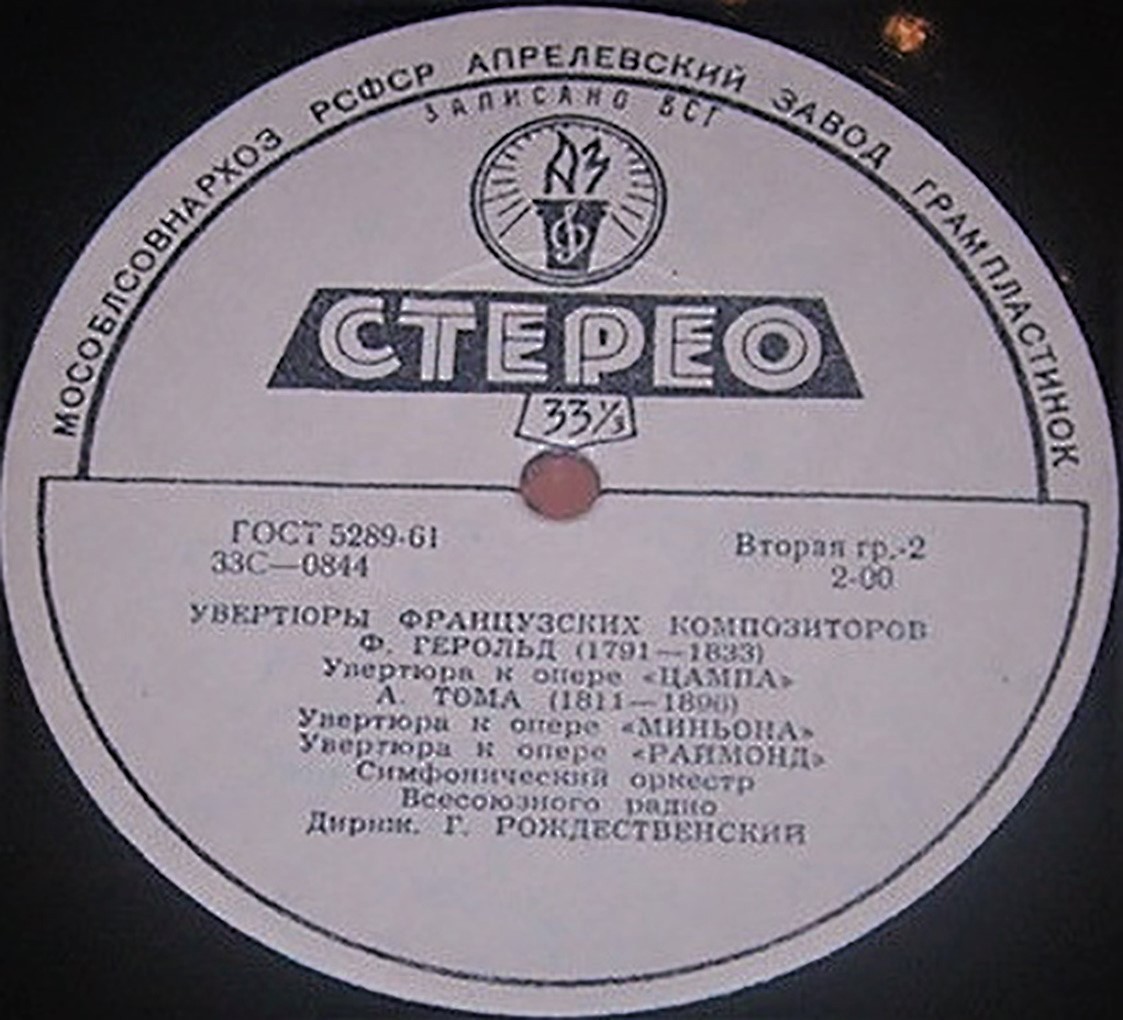 МОСОБЛСОВНАРХОЗ РСФСР АПРЕЛЕВСКИЙ ЗАВОД ГРАМПЛАСТИНОК
ЗАПИСАНО ВСГ
АЗ
СТЕРЕО
33⅓
ГОСТ 5289-61
33С—0844
Вторая гр.-2
2-00
УВЕРТЮРЫ ФРАНЦУЗСКИХ КОМПОЗИТОРОВ
Ф. ГЕРОЛЬД (1791—1833)
Увертюра к опере «ЦАМПА»
А. ТОМА (1811—1896)
Увертюра к опере «МИНЬОНА»
Увертюра к опере «РАЙМОНД»
Симфонический оркестр
Всесоюзного радио
Дириж. Г. РОЖДЕСТВЕНСКИЙ